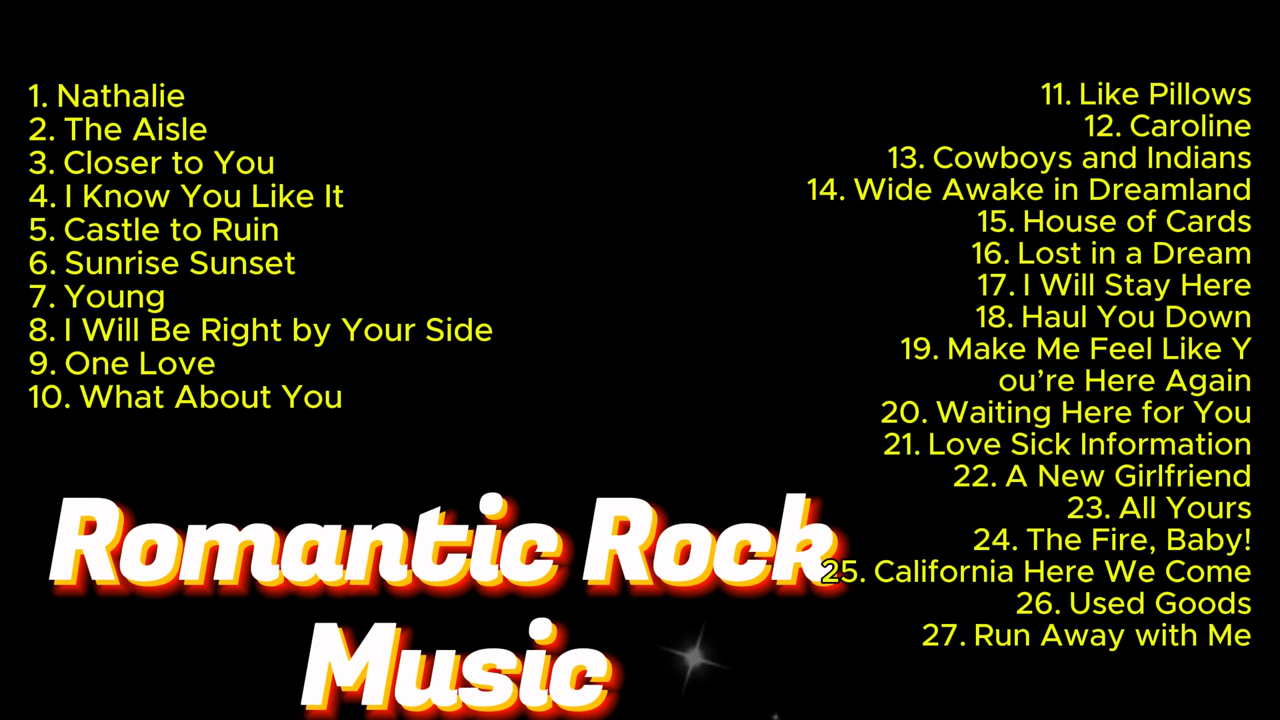 1. Nathalie
2. The Aisle
3. Closer to You
4. I Know You Like It
5. Castle to Ruin
6. Sunrise Sunset
7. Young
8. I Will Be Right by Your Side
9. One Love
10. What About You
11. Like Pillows
12. Caroline
13. Cowboys and Indians
14. Wide Awake in Dreamland
15. House of Cards
16. Lost in a Dream
17. I Will Stay Here
18. Haul You Down
19. Make Me Feel Like Y
ou’re Here Again
20. Waiting Here for You
21. Love Sick Information
22. A New Girlfriend
23. All Yours
24. The Fire, Baby!
25. California Here We Come
26. Used Goods
27. Run Away with Me
Romantic Rock
Music